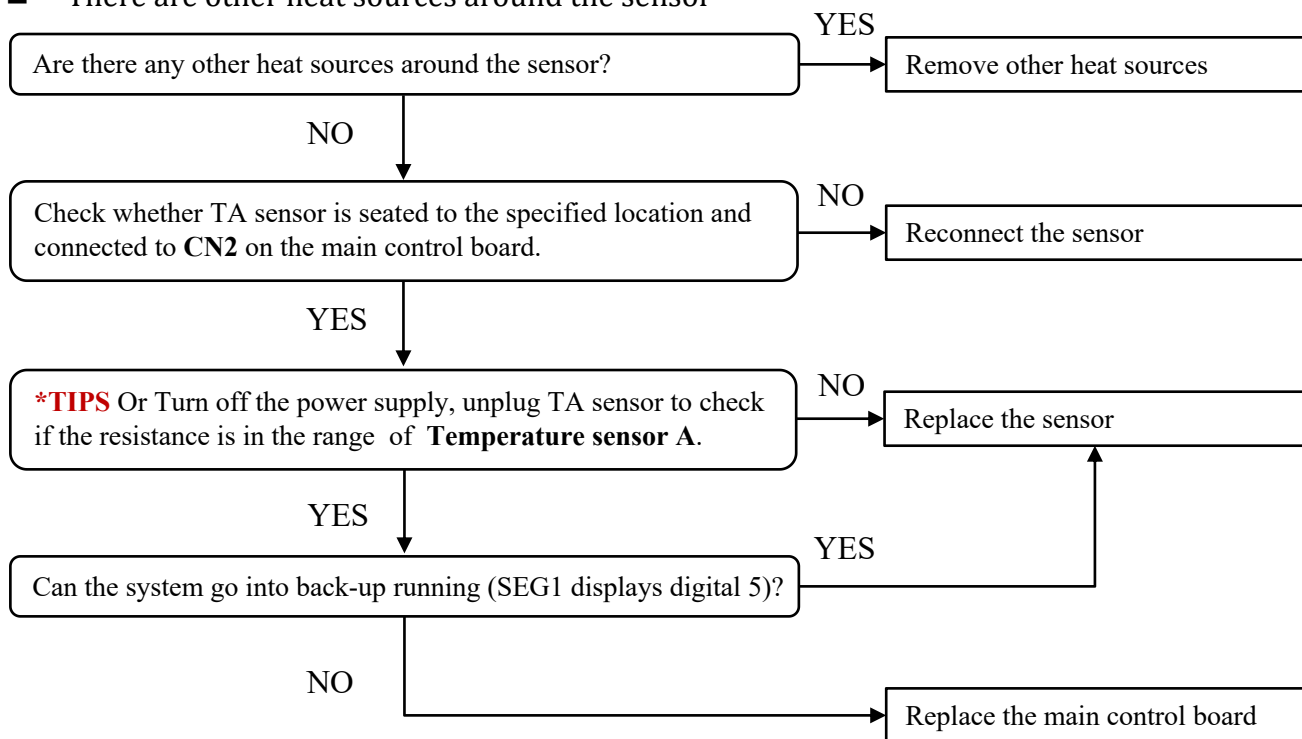 There are other heat sources around the sensor
YES
Are there any other heat sources around the sensor?
Remove other heat sources
NO
Check whether TA sensor is seated to the specified location and
connected to CN2 on the main control board.
NO
Reconnect the sensor
YES
*TIPS Or Turn off the power supply, unplug TA sensor to check
if the resistance is in the range of Temperature sensor A.
NO
Replace the sensor
YES
YES
Can the system go into back-up running (SEG1 displays digital 5)?
NO
Replace the main control board